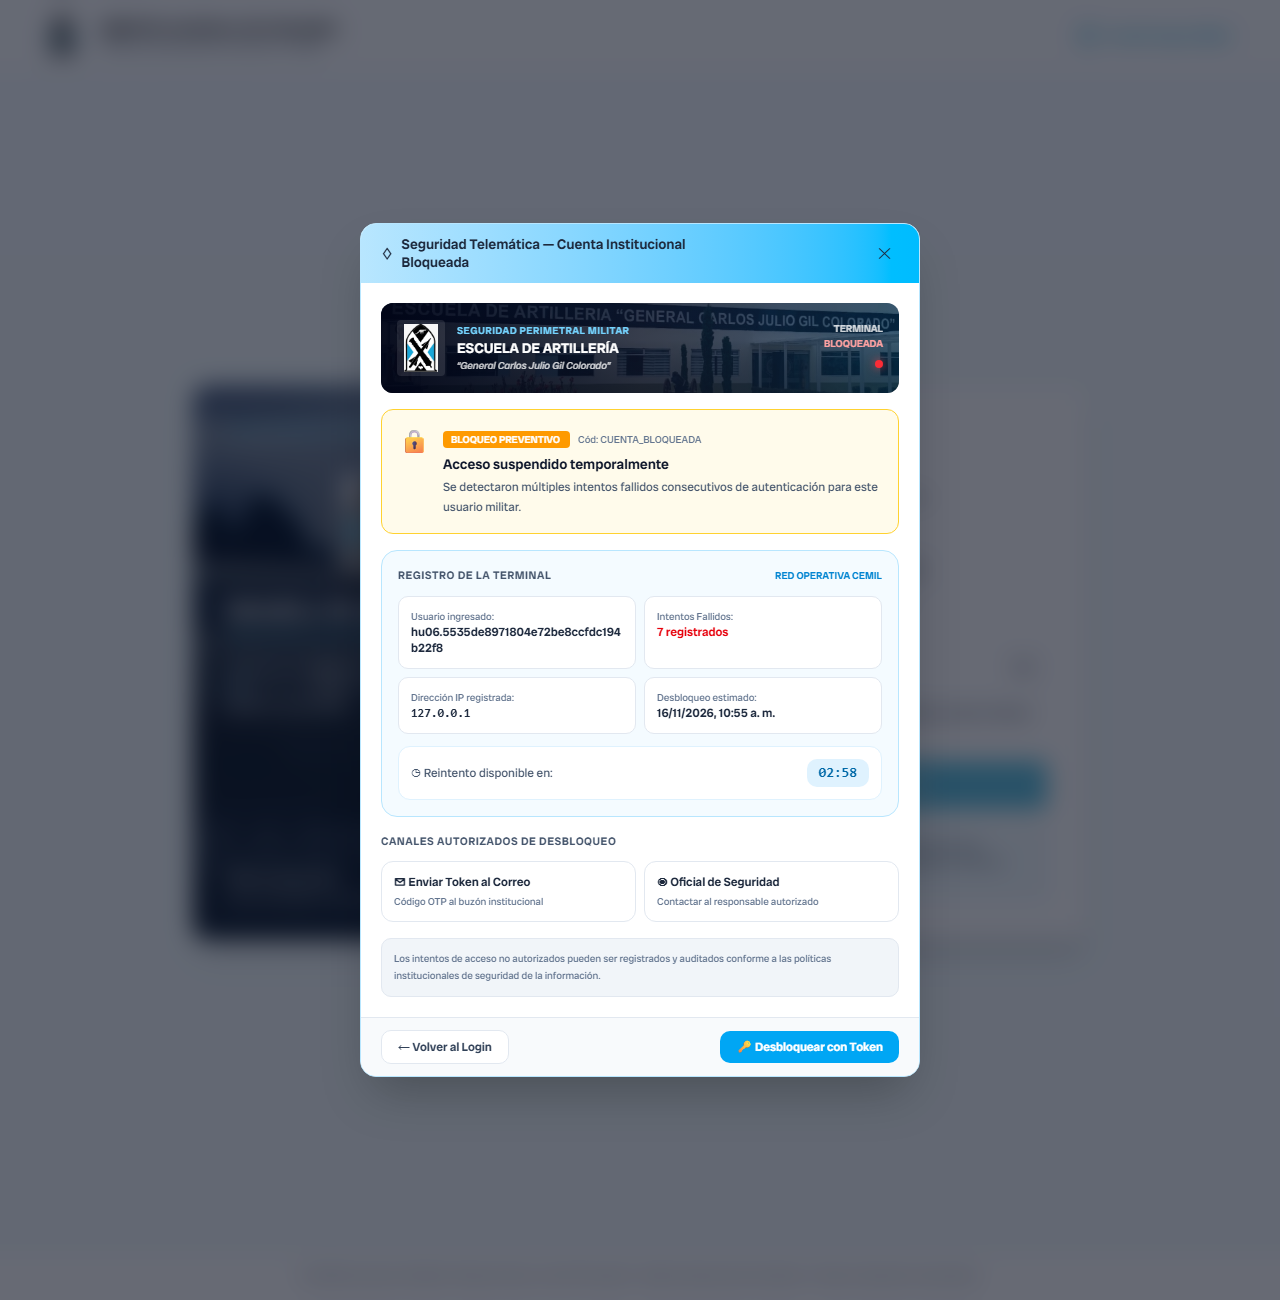 Seguridad Telemática — Cuenta Institucional
Bloqueada
ESCUELA DE ARTILLERIA “GENERAL CARLOS JULIO GIL COLORADO”
SEGURIDAD PERIMETRAL MILITAR
ESCUELA DE ARTILLERÍA
"General Carlos Julio Gil Colorado"
TERMINAL
BLOQUEADA
BLOQUEO PREVENTIVO Cód: CUENTA_BLOQUEADA
Acceso suspendido temporalmente
Se detectaron múltiples intentos fallidos consecutivos de autenticación para este
usuario militar.
REGISTRO DE LA TERMINAL
RED OPERATIVA CEMIL
Usuario ingresado:
hu06.5535de8971804e72be8ccfdc194
b22f8
Intentos Fallidos:
7 registrados
Dirección IP registrada:
127.0.0.1
Desbloqueo estimado:
16/11/2026, 10:55 a. m.
Reintento disponible en:
02:58
CANALES AUTORIZADOS DE DESBLOQUEO
Enviar Token al Correo
Código OTP al buzón institucional
Oficial de Seguridad
Contactar al responsable autorizado
Los intentos de acceso no autorizados pueden ser registrados y auditados conforme a las políticas
institucionales de seguridad de la información.
← Volver al Login
Desbloquear con Token